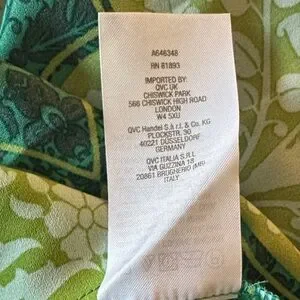 A646348
RN 81893
IMPORTED BY:
QVC UK
CHISWICK PARK
566 CHISWICK HIGH ROAD
LONDON
W4 5XU
QVC Handel S.à r.l. & Co. KG
PLOCKSTR. 30
40221 DÜSSELDORF
GERMANY
QVC ITALIA S.R.L
VIA GUZZINA 18
20861 BRUGHERIO (MB)
ITALY